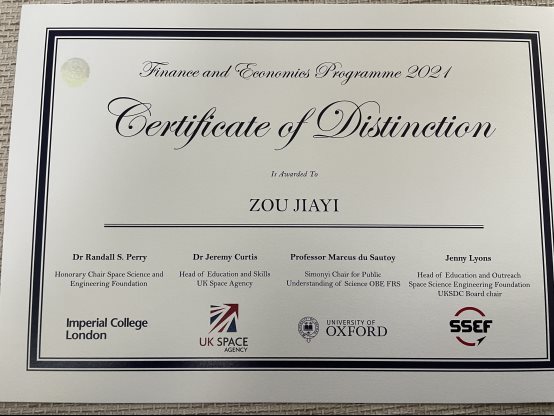 Finance and Economics Programme 2021
Certificate of Distinction
Is Awarded To
ZOU JIAYI
Dr Randall S. Perry
Honorary Chair Space Science and
Engineering Foundation
Dr Jeremy Curtis
Head of Education and Skills
UK Space Agency
Professor Marcus du Sautoy
Simonyi Chair for Public
Understanding of Science OBE FRS
Jenny Lyons
Head of Education and Outreach
Space Science Engineering Foundation
UKSDC Board chair
Imperial College
London
UK SPACE
AGENCY
UNIVERSITY OF
OXFORD
SSEF